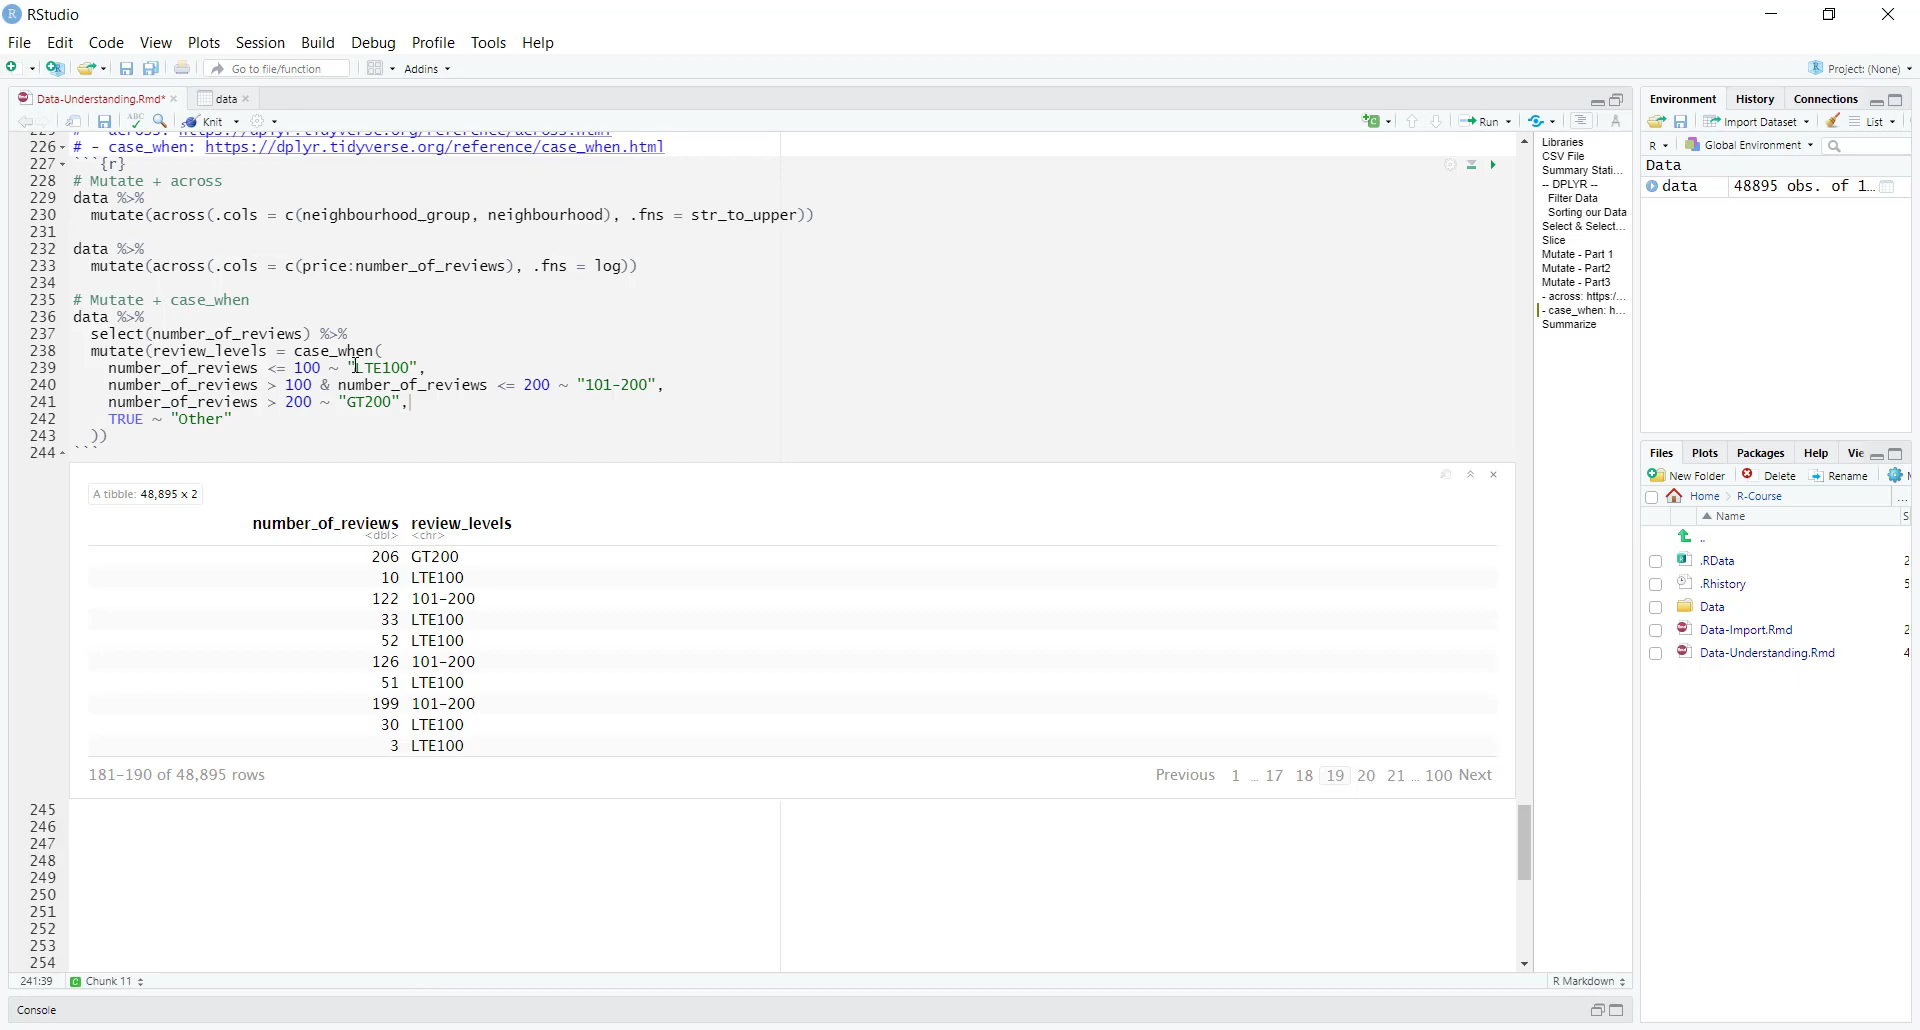 RStudio
File Edit Code View Plots Session Build Debug Profile Tools Help
Go to file/function Addins Project: (None)
Data-Understanding.Rmd* data
ABC Knit Run
226 # - case_when: https://dplyr.tidyverse.org/reference/case_when.html
227 ```{r}
228 # Mutate + across
229 data %>%
230 mutate(across(.cols = c(neighbourhood_group, neighbourhood), .fns = str_to_upper))
231
232 data %>%
233 mutate(across(.cols = c(price:number_of_reviews), .fns = log))
234
235 # Mutate + case_when
236 data %>%
237 select(number_of_reviews) %>%
238 mutate(review_levels = case_when(
239 number_of_reviews <= 100 ~ "LTE100",
240 number_of_reviews > 100 & number_of_reviews <= 200 ~ "101-200",
241 number_of_reviews > 200 ~ "GT200",
242 TRUE ~ "Other"
243 ))
244 ```
A tibble: 48,895 x 2
number_of_reviews review_levels
<dbl> <chr>
206 GT200
10 LTE100
122 101-200
33 LTE100
52 LTE100
126 101-200
51 LTE100
199 101-200
30 LTE100
3 LTE100
181-190 of 48,895 rows Previous 1 ... 17 18 19 20 21 ... 100 Next
245
246
247
248
249
250
251
252
253
254
241:39 Chunk 11 R Markdown
Console
Libraries
CSV File
Summary Stati...
-- DPLYR --
Filter Data
Sorting our Data
Select & Select...
Slice
Mutate - Part 1
Mutate - Part2
Mutate - Part3
- across: https:/...
- case_when: h...
Summarize
Environment History Connections
Import Dataset List
R Global Environment
Data
data 48895 obs. of 1...
Files Plots Packages Help Vie
New Folder Delete Rename
Home R-Course ...
Name
..
.RData 2
.Rhistory 5
Data
Data-Import.Rmd 2
Data-Understanding.Rmd 4